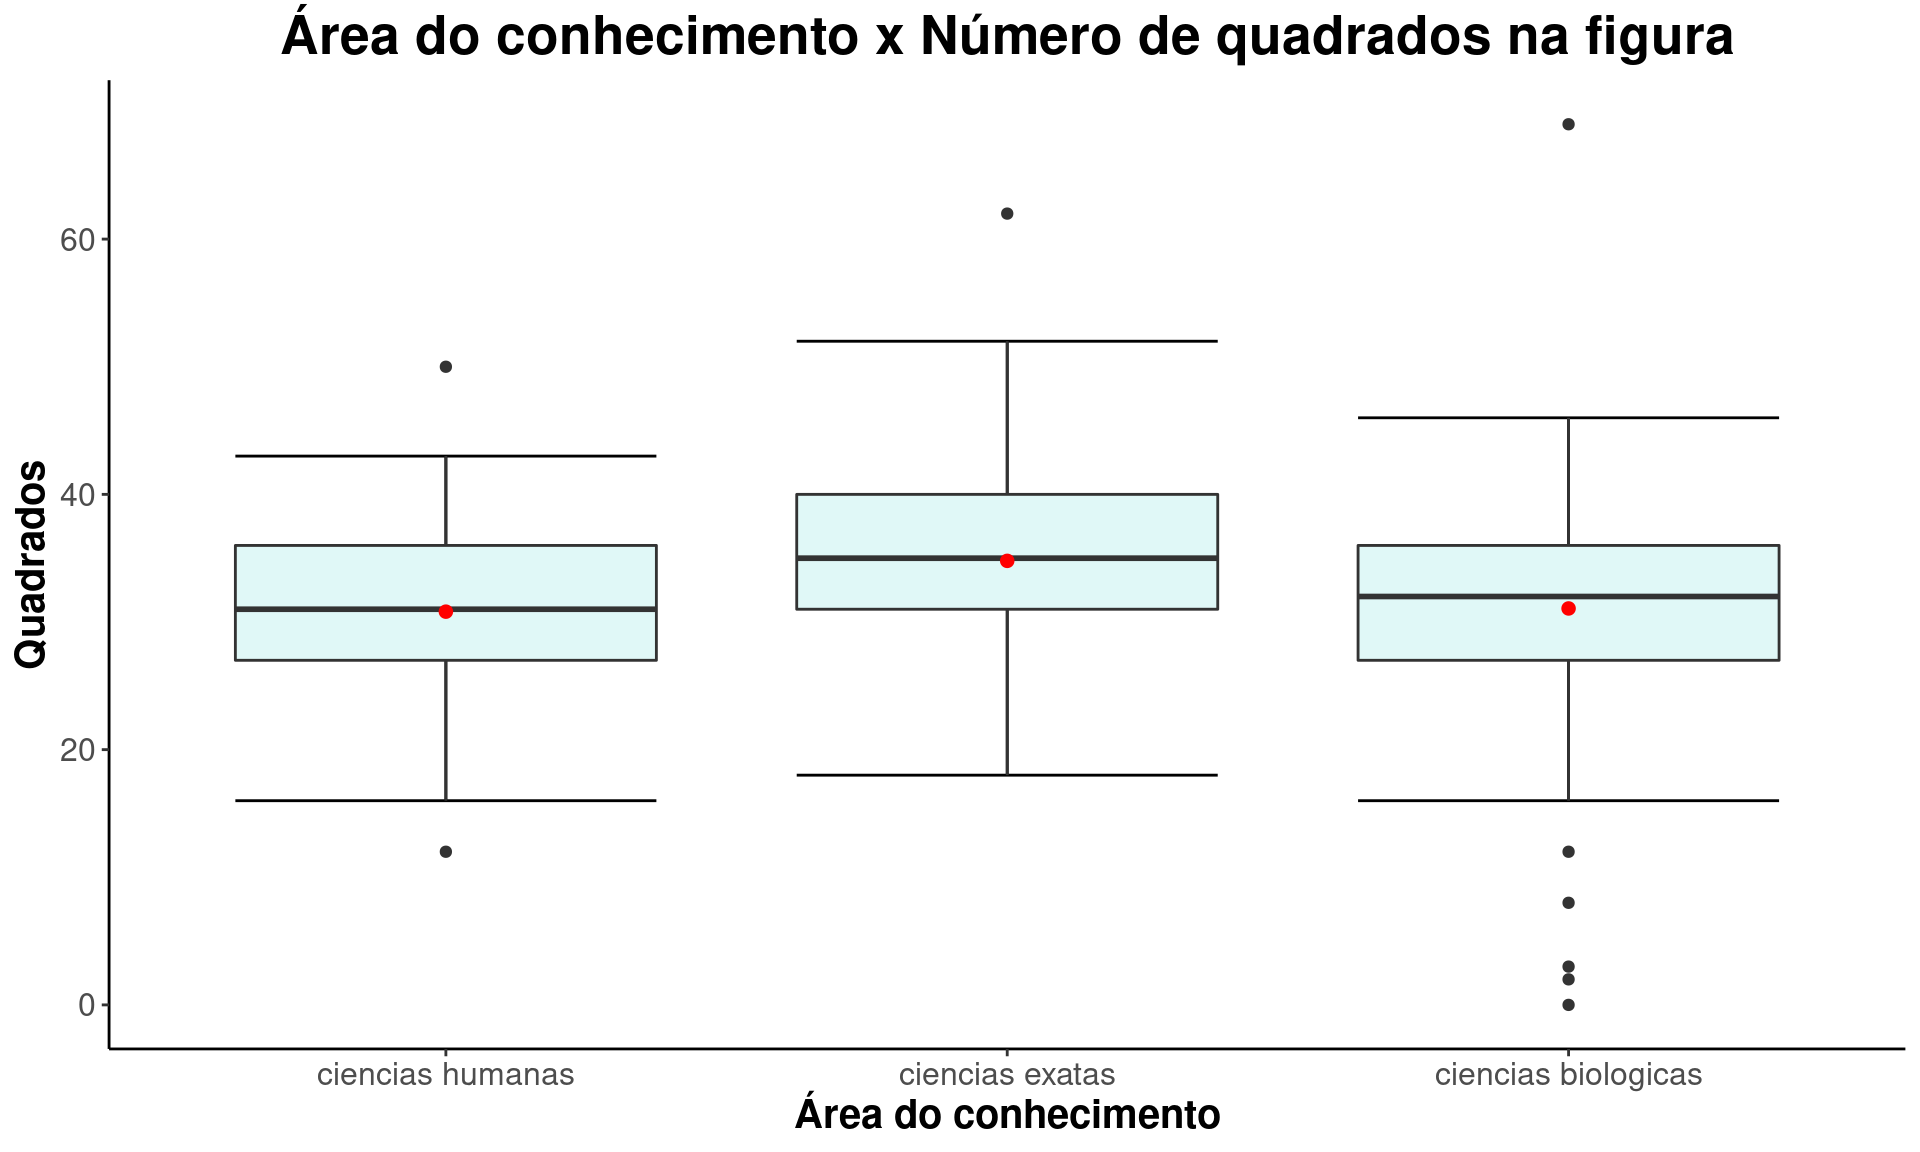 Área do conhecimento x Número de quadrados na figura
Quadrados
60
40
20
0
ciencias humanas
ciencias exatas
ciencias biologicas
Área do conhecimento